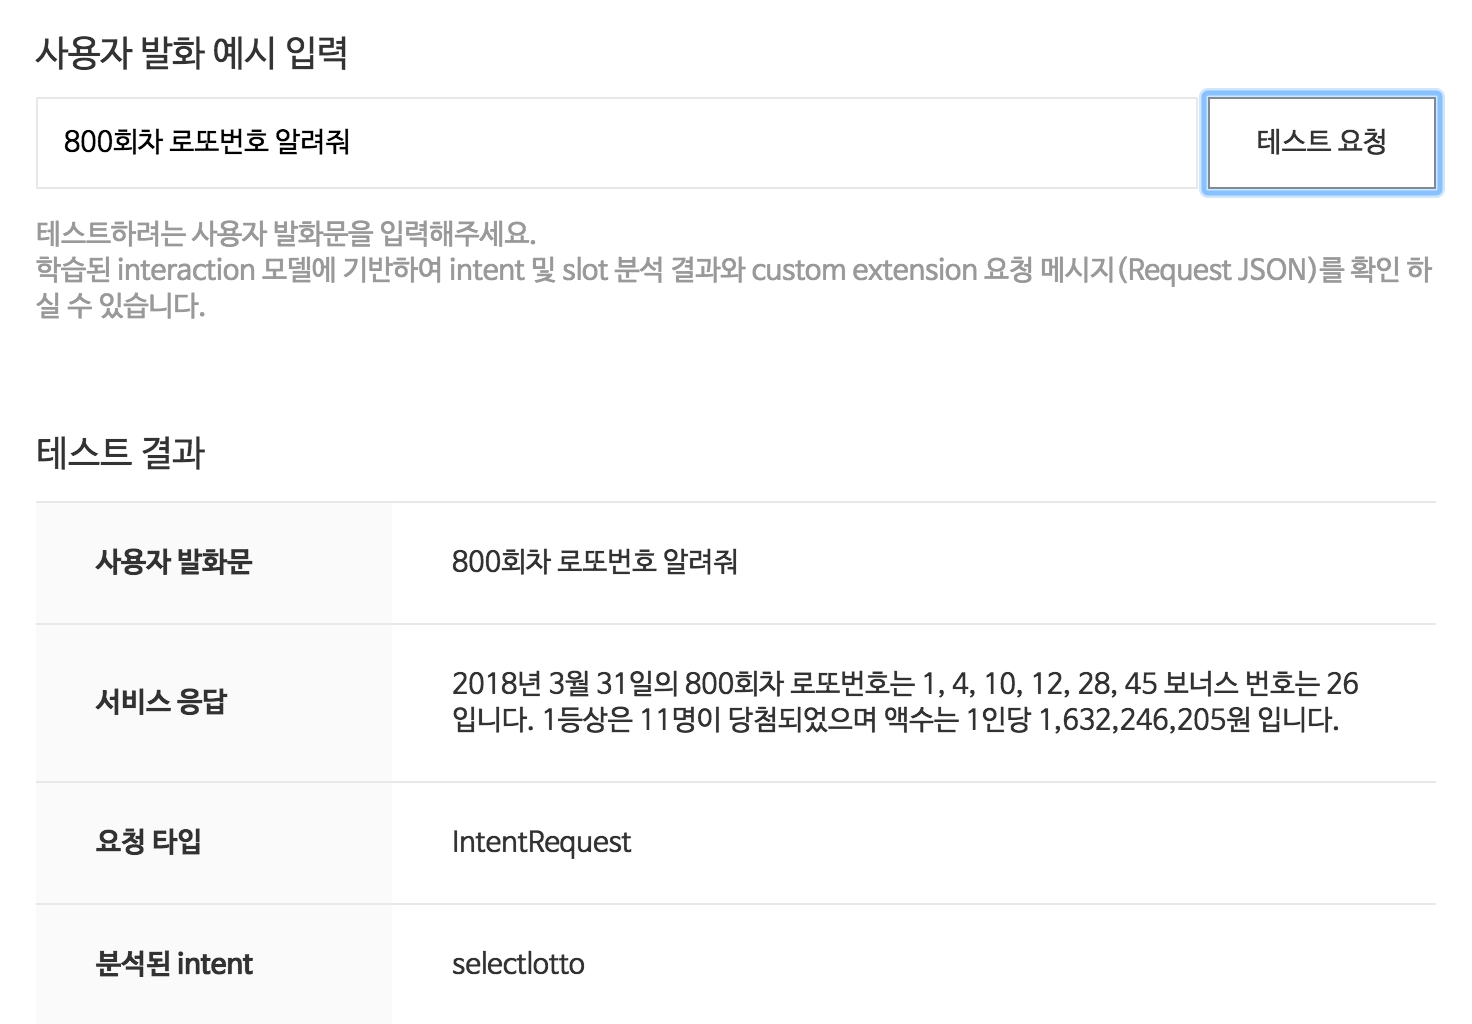 사용자 발화 예시 입력
800회차 로또번호 알려줘
테스트 요청
테스트하려는 사용자 발화문을 입력해주세요.
학습된 interaction 모델에 기반하여 intent 및 slot 분석 결과와 custom extension 요청 메시지(Request JSON)를 확인 하
실 수 있습니다.
테스트 결과
사용자 발화문
800회차 로또번호 알려줘
서비스 응답
2018년 3월 31일의 800회차 로또번호는 1, 4, 10, 12, 28, 45 보너스 번호는 26
입니다. 1등상은 11명이 당첨되었으며 액수는 1인당 1,632,246,205원 입니다.
요청 타입
IntentRequest
분석된 intent
selectlotto